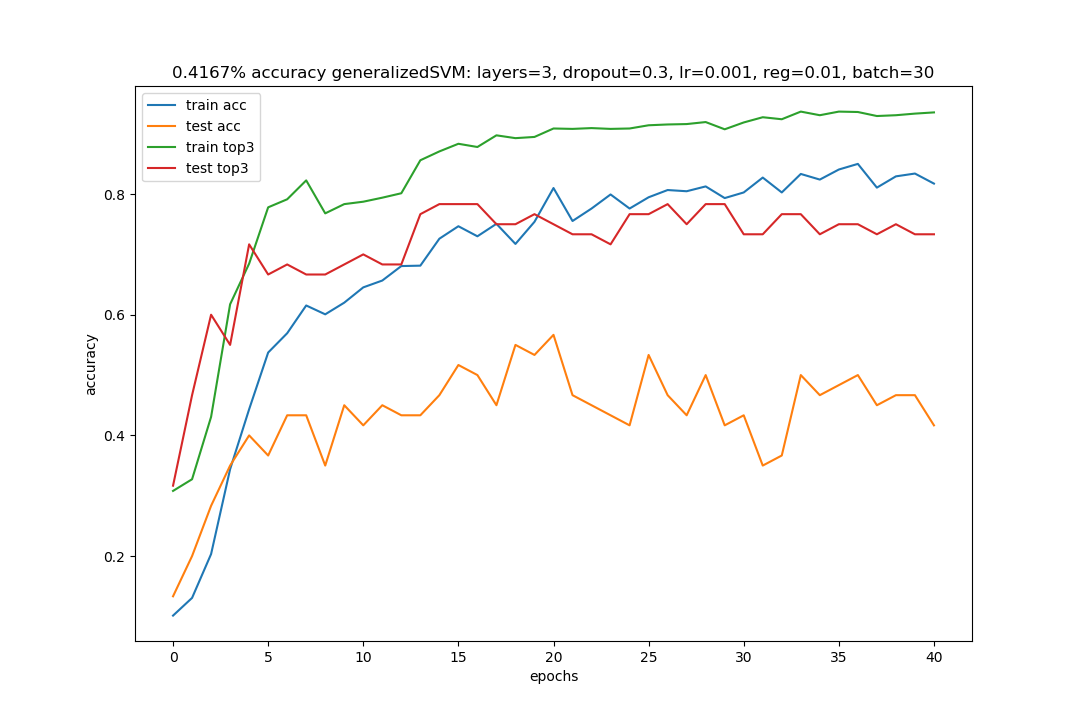 0.4167% accuracy generalizedSVM: layers=3, dropout=0.3, lr=0.001, reg=0.01, batch=30
train acc
test acc
train top3
test top3
0.8
0.6
0.4
0.2
accuracy
0 5 10 15 20 25 30 35 40
epochs